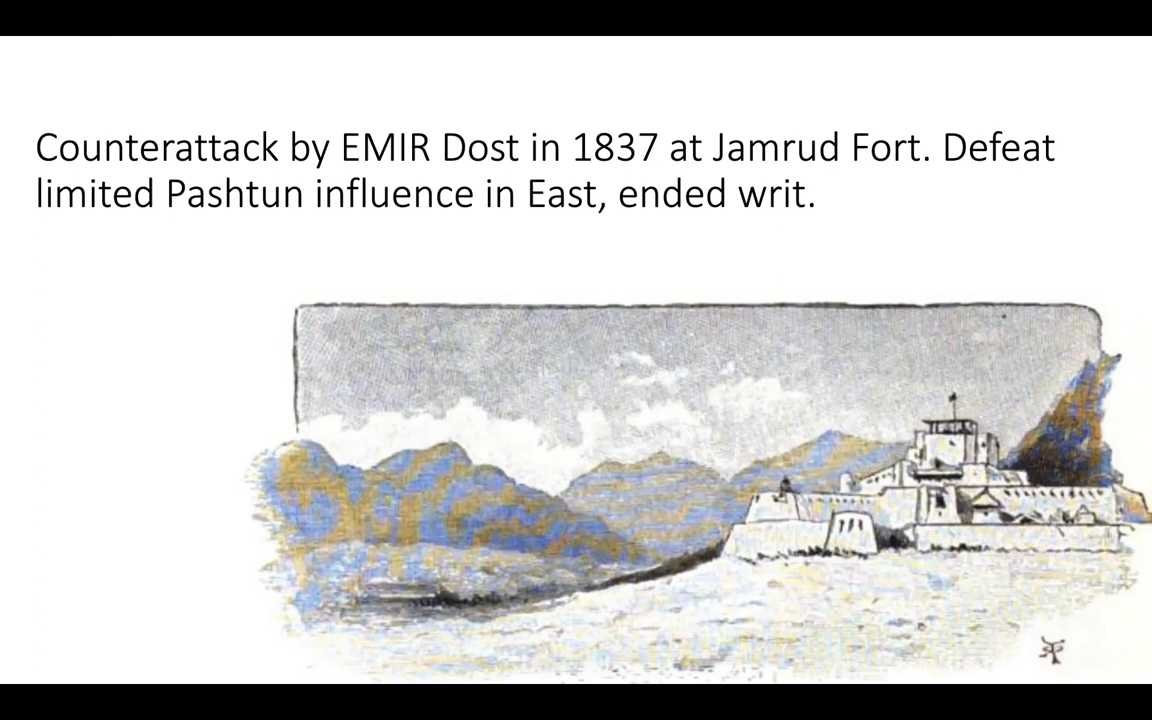 Counterattack by EMIR Dost in 1837 at Jamrud Fort. Defeat
limited Pashtun influence in East, ended writ.